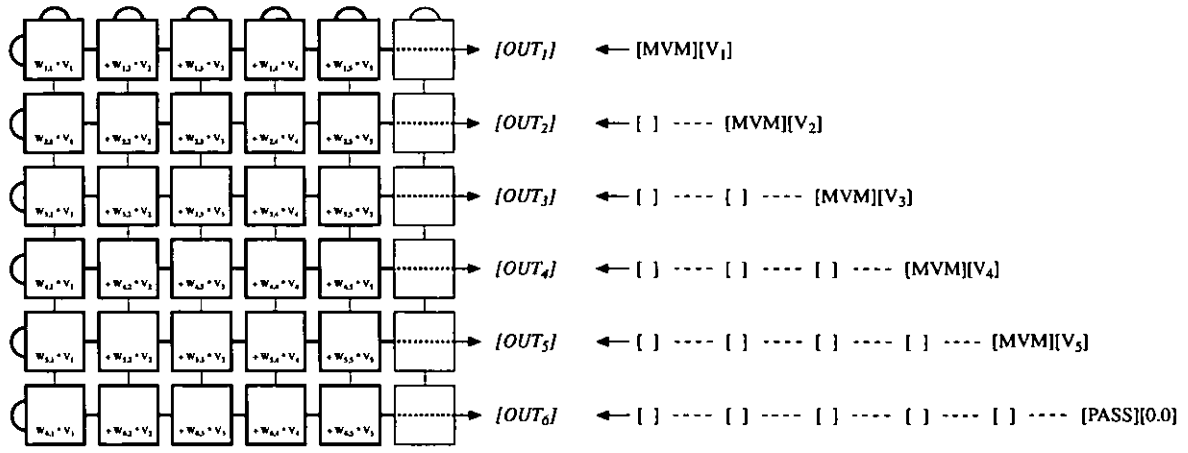 W1,1 * V1 + W1,2 * V2 + W1,3 * V3 + W1,4 * V4 + W1,5 * V5 [OUT1] [MVM][V1]
W2,1 * V1 + W2,2 * V2 + W2,3 * V3 + W2,4 * V4 + W2,5 * V5 [OUT2] [ ] ---- [MVM][V2]
W3,1 * V1 + W3,2 * V2 + W3,3 * V3 + W3,4 * V4 + W3,5 * V5 [OUT3] [ ] ---- [ ] ---- [MVM][V3]
W4,1 * V1 + W4,2 * V2 + W4,3 * V3 + W4,4 * V4 + W4,5 * V5 [OUT4] [ ] ---- [ ] ---- [ ] ---- [MVM][V4]
W5,1 * V1 + W5,2 * V2 + W5,3 * V3 + W5,4 * V4 + W5,5 * V5 [OUT5] [ ] ---- [ ] ---- [ ] ---- [ ] ---- [MVM][V5]
W6,1 * V1 + W6,2 * V2 + W6,3 * V3 + W6,4 * V4 + W6,5 * V5 [OUT6] [ ] ---- [ ] ---- [ ] ---- [ ] ---- [ ] ---- [PASS][0.0]